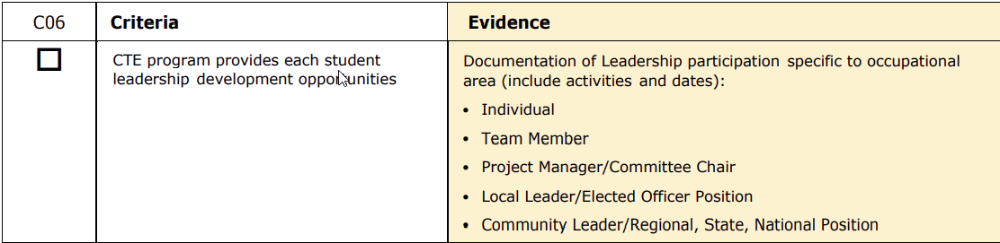 C06
Criteria
Evidence
CTE program provides each student
leadership development opportunities
Documentation of Leadership participation specific to occupational
area (include activities and dates):
• Individual
• Team Member
• Project Manager/Committee Chair
• Local Leader/Elected Officer Position
• Community Leader/Regional, State, National Position